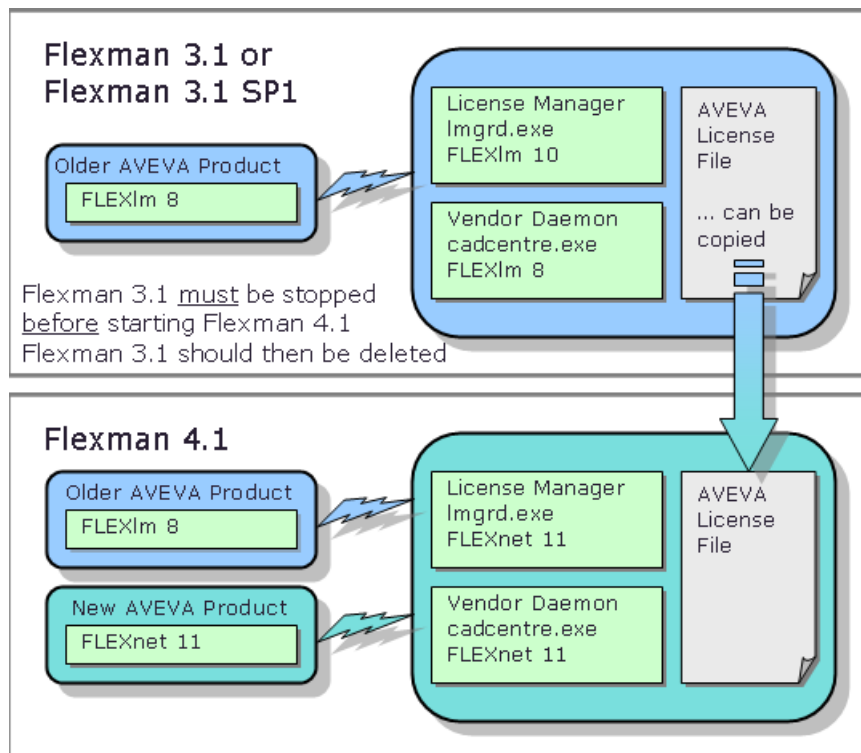 Flexman 3.1 or
Flexman 3.1 SP1
Older AVEVA Product
FLEXlm 8
License Manager
lmgrd.exe
FLEXlm 10
Vendor Daemon
cadcentre.exe
FLEXlm 8
AVEVA
License
File
... can be
copied
Flexman 3.1 must be stopped
before starting Flexman 4.1
Flexman 3.1 should then be deleted
Flexman 4.1
Older AVEVA Product
FLEXlm 8
New AVEVA Product
FLEXnet 11
License Manager
lmgrd.exe
FLEXnet 11
Vendor Daemon
cadcentre.exe
FLEXnet 11
AVEVA
License
File